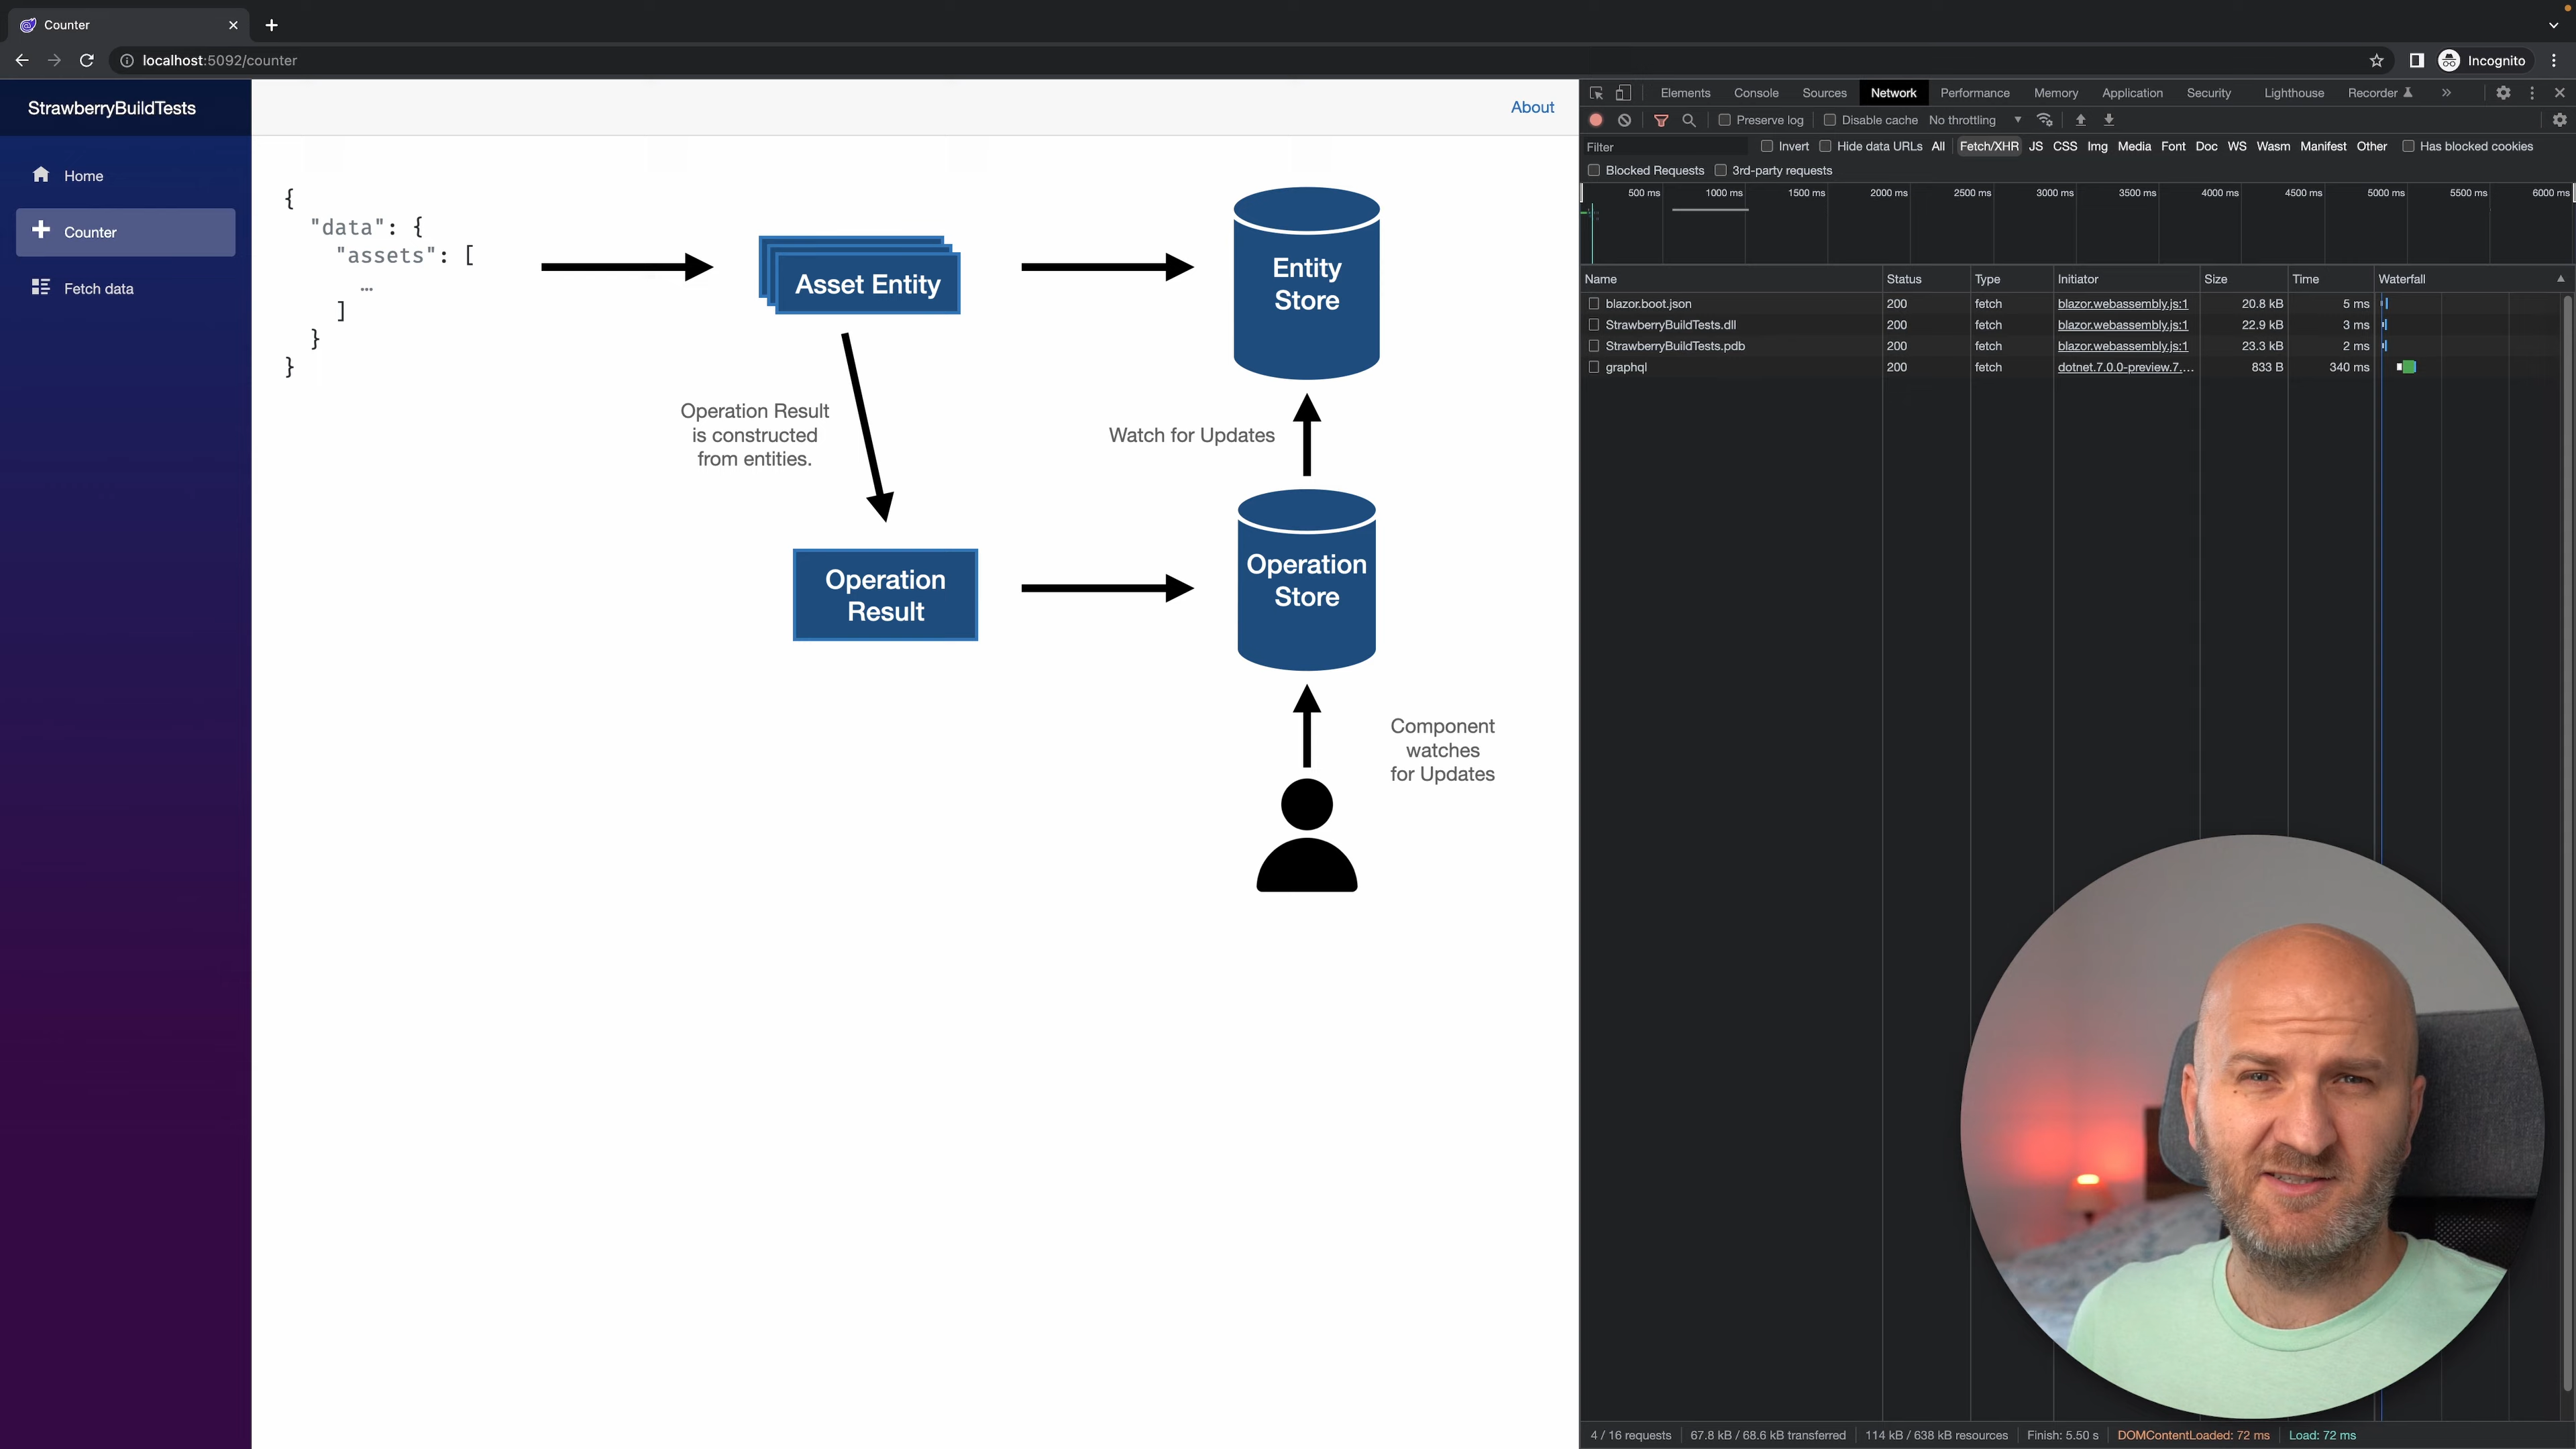 Counter
localhost:5092/counter
Incognito
StrawberryBuildTests
Home
Counter
Fetch data
About
{
"data": {
"assets": [
…
]
}
}
Asset Entity
Entity
Store
Operation Result
is constructed
from entities.
Watch for Updates
Operation
Result
Operation
Store
Component
watches
for Updates
Elements Console Sources Network Performance Memory Application Security Lighthouse Recorder
Preserve log Disable cache No throttling
Filter Invert Hide data URLs All Fetch/XHR JS CSS Img Media Font Doc WS Wasm Manifest Other Has blocked cookies
Blocked Requests 3rd-party requests
500 ms 1000 ms 1500 ms 2000 ms 2500 ms 3000 ms 3500 ms 4000 ms 4500 ms 5000 ms 5500 ms 6000 ms
Name Status Type Initiator Size Time Waterfall
blazor.boot.json 200 fetch blazor.webassembly.js:1 20.8 kB 5 ms
StrawberryBuildTests.dll 200 fetch blazor.webassembly.js:1 22.9 kB 3 ms
StrawberryBuildTests.pdb 200 fetch blazor.webassembly.js:1 23.3 kB 2 ms
graphql 200 fetch dotnet.7.0.0-preview.7.… 833 B 340 ms
4 / 16 requests 67.8 kB / 68.6 kB transferred 114 kB / 638 kB resources Finish: 5.50 s DOMContentLoaded: 72 ms Load: 72 ms